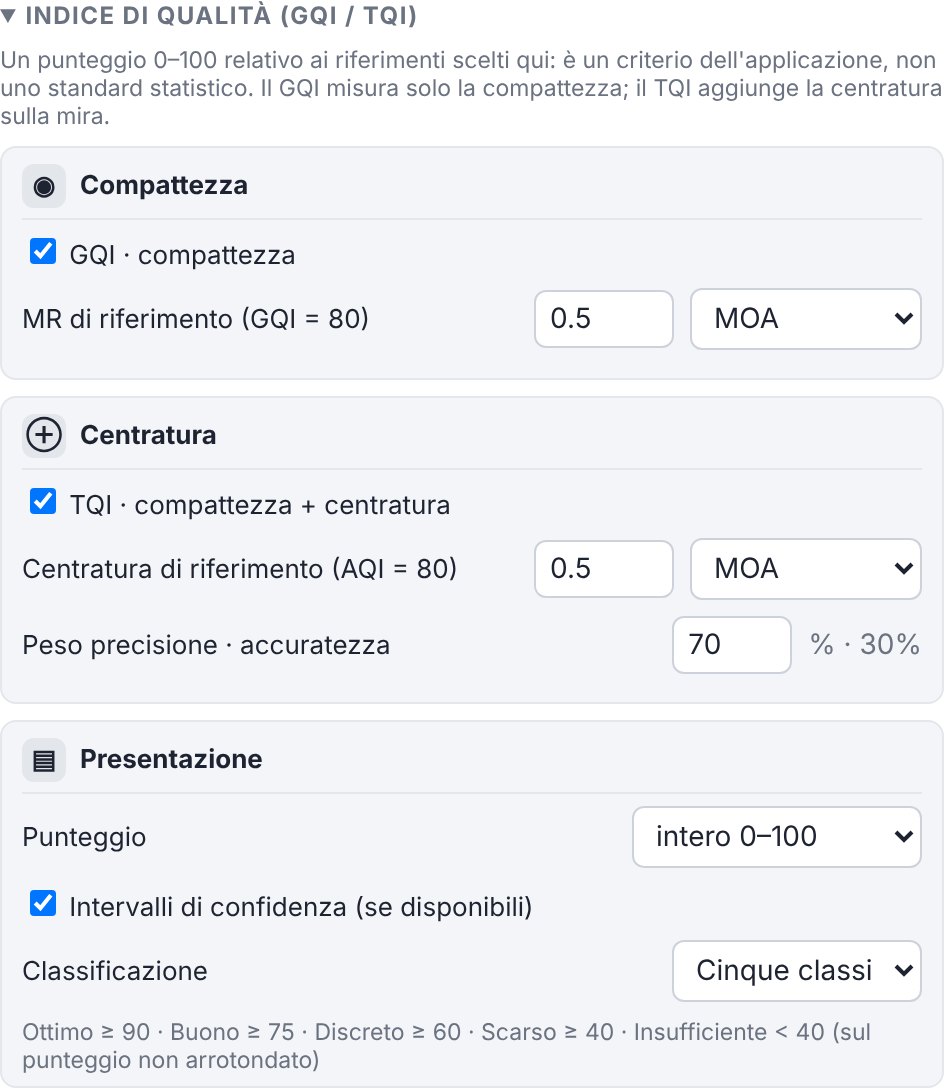 ▼ INDICE DI QUALITÀ (GQI / TQI)
Un punteggio 0–100 relativo ai riferimenti scelti qui: è un criterio dell'applicazione, non
uno standard statistico. Il GQI misura solo la compattezza; il TQI aggiunge la centratura
sulla mira.
Compattezza
GQI · compattezza
MR di riferimento (GQI = 80) 0.5 MOA
Centratura
TQI · compattezza + centratura
Centratura di riferimento (AQI = 80) 0.5 MOA
Peso precisione · accuratezza 70 % · 30%
Presentazione
Punteggio intero 0–100
Intervalli di confidenza (se disponibili)
Classificazione Cinque classi
Ottimo ≥ 90 · Buono ≥ 75 · Discreto ≥ 60 · Scarso ≥ 40 · Insufficiente < 40 (sul
punteggio non arrotondato)